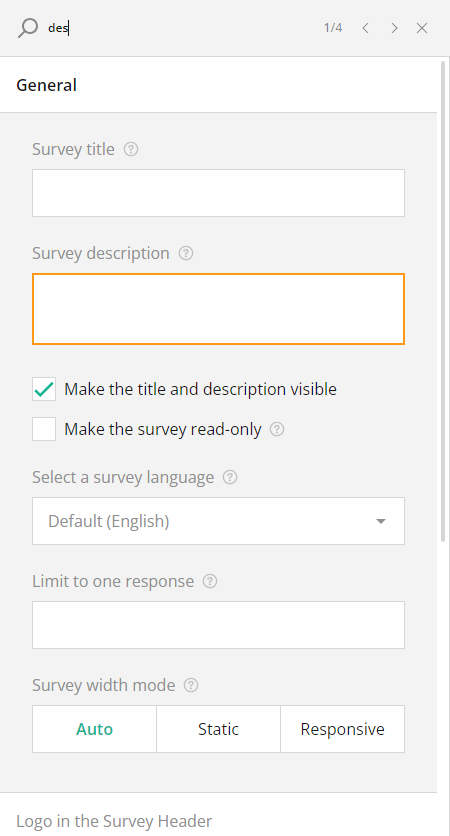 des
1/4
General
Survey title ?
Survey description ?
Make the title and description visible
Make the survey read-only ?
Select a survey language ?
Default (English)
Limit to one response ?
Survey width mode ?
Auto Static Responsive
Logo in the Survey Header